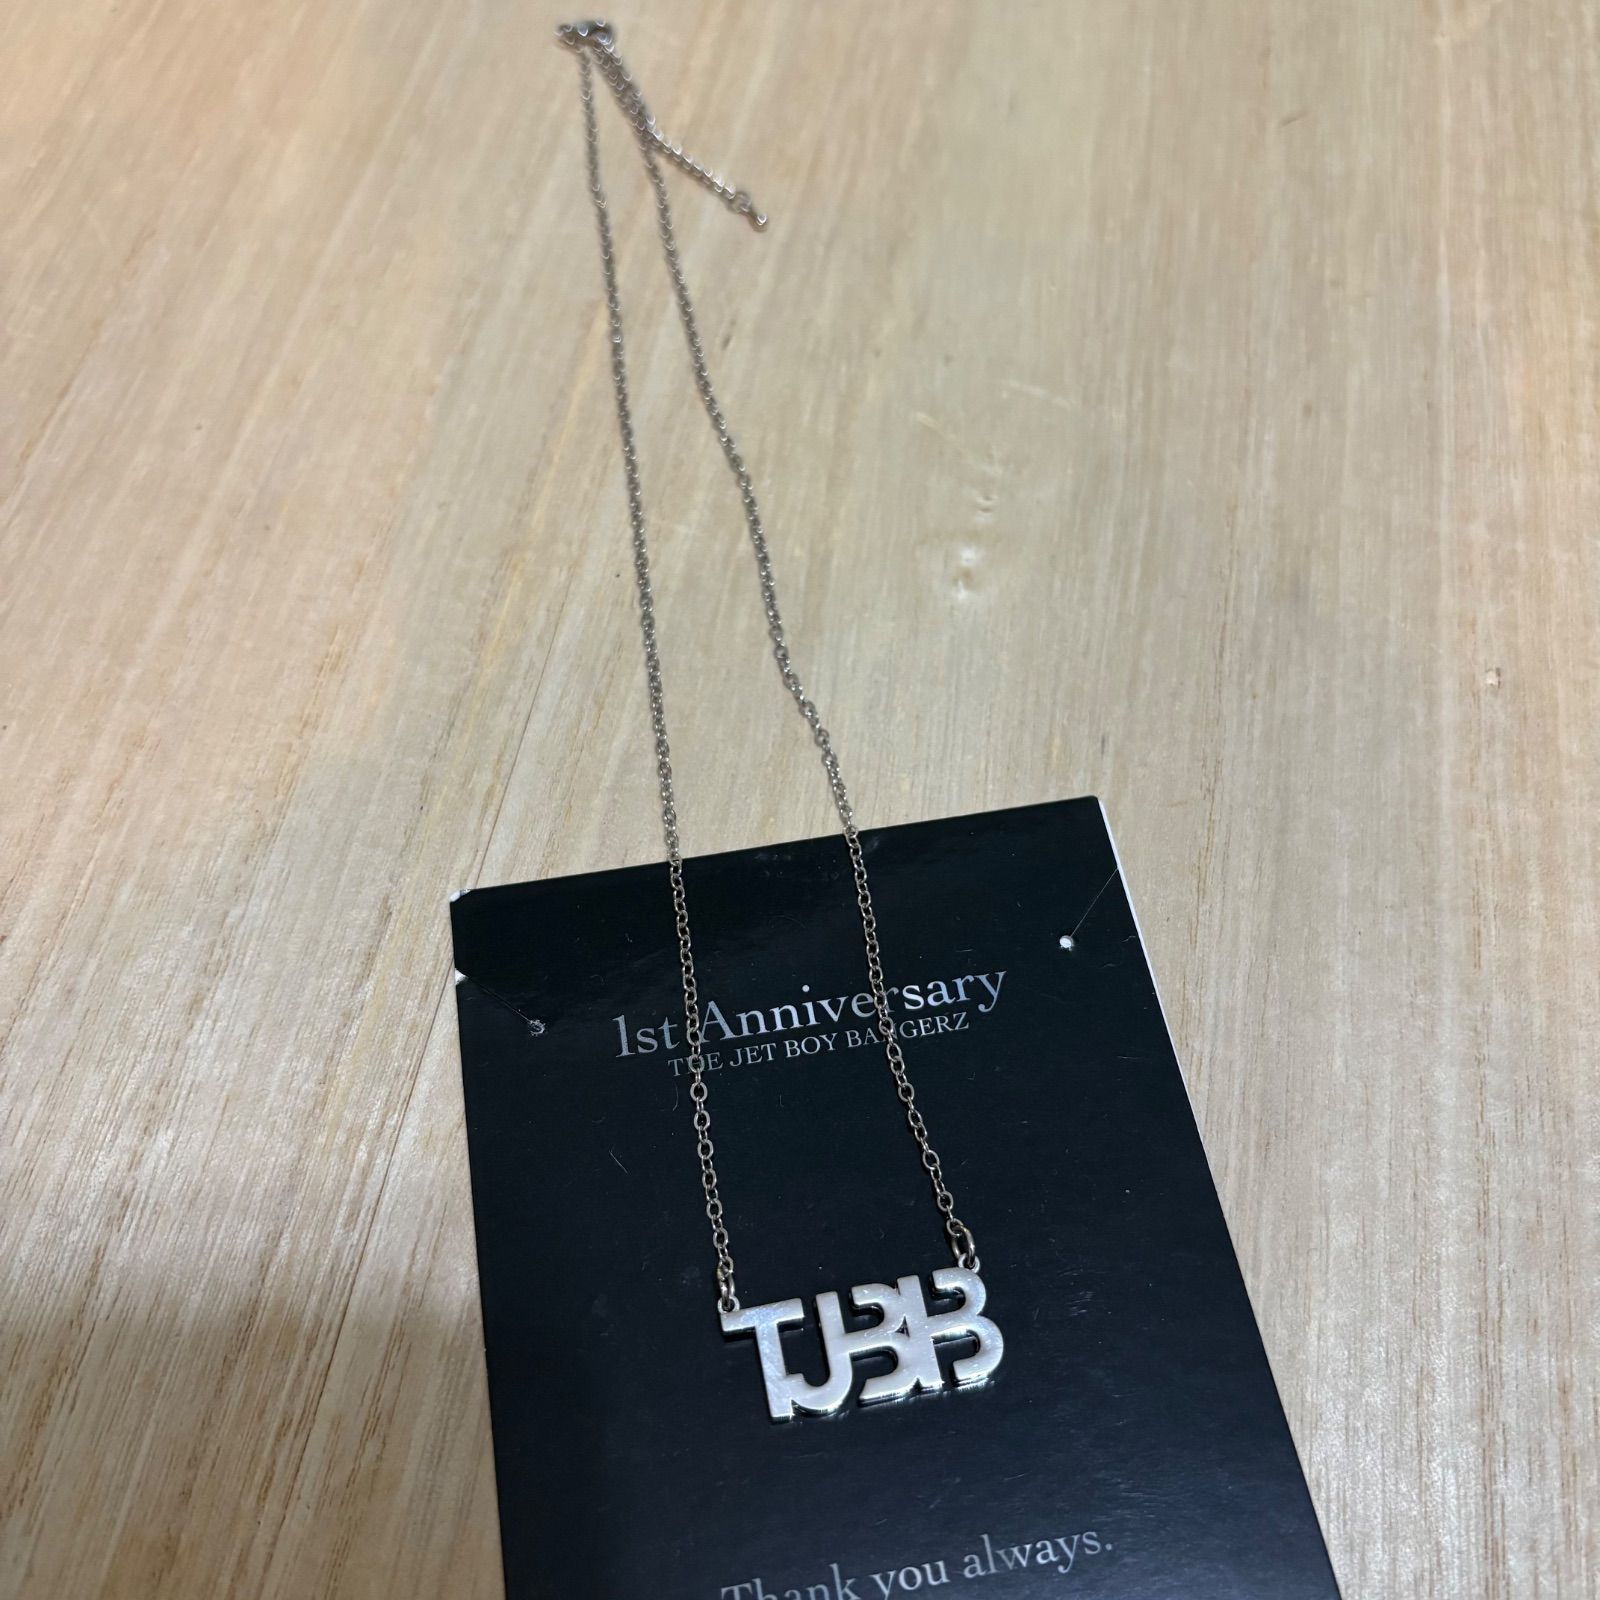 1st Anniversary
THE JET BOY BANGERZ
TJBB
Thank you always.